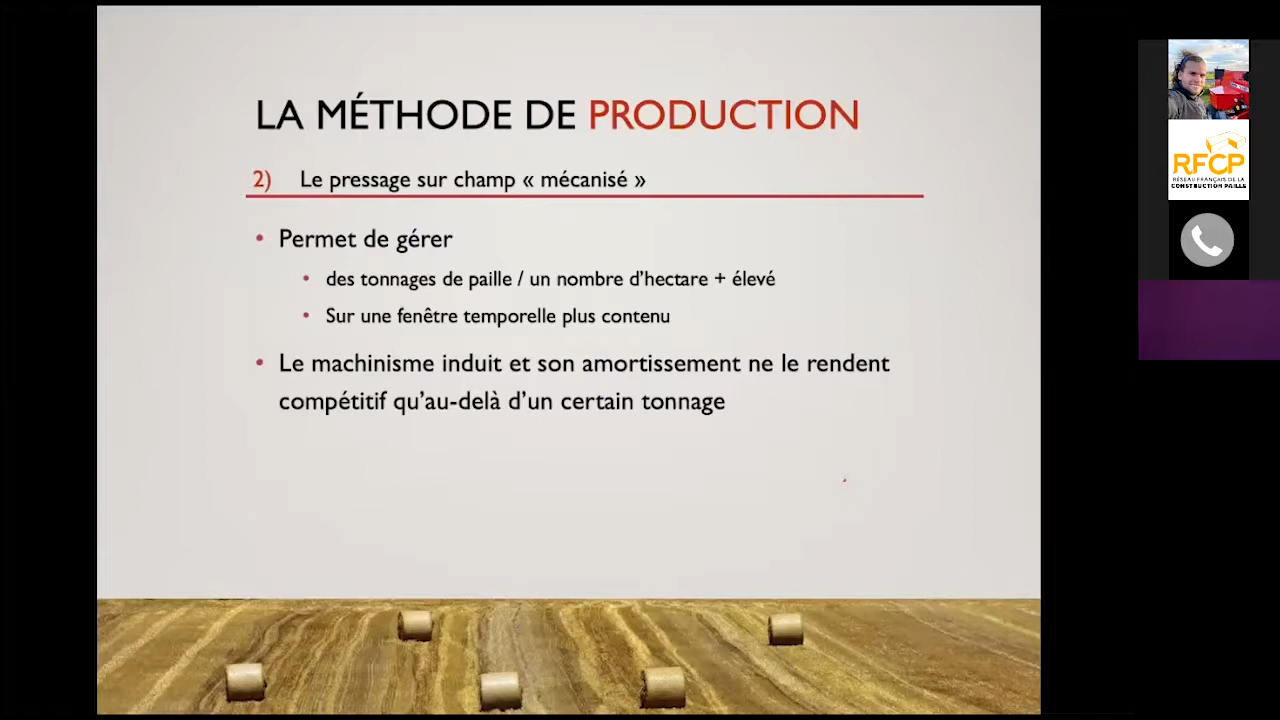 LA MÉTHODE DE PRODUCTION
2) Le pressage sur champ « mécanisé »
• Permet de gérer
• des tonnages de paille / un nombre d'hectare + élevé
• Sur une fenêtre temporelle plus contenu
• Le machinisme induit et son amortissement ne le rendent
compétitif qu'au-delà d'un certain tonnage
RFCP
RÉSEAU FRANÇAIS DE LA
CONSTRUCTION PAILLE